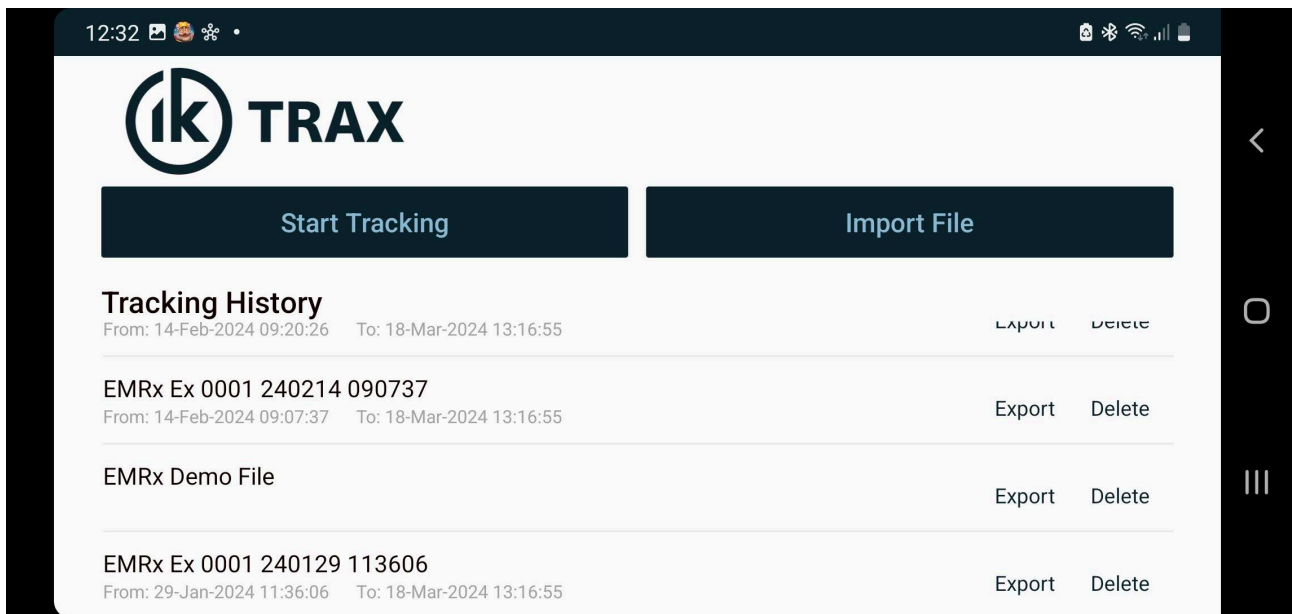 12:32
ik TRAX
Start Tracking Import File
Tracking History
From: 14-Feb-2024 09:20:26 To: 18-Mar-2024 13:16:55 Export Delete
EMRx Ex 0001 240214 090737
From: 14-Feb-2024 09:07:37 To: 18-Mar-2024 13:16:55 Export Delete
EMRx Demo File
Export Delete
EMRx Ex 0001 240129 113606
From: 29-Jan-2024 11:36:06 To: 18-Mar-2024 13:16:55 Export Delete